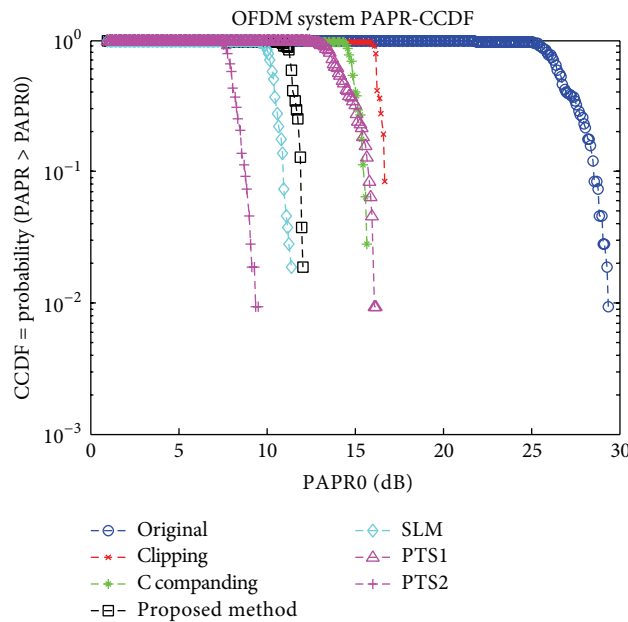 OFDM system PAPR-CCDF
CCDF = probability (PAPR > PAPR0)
10^0
10^-1
10^-2
10^-3
0 5 10 15 20 25 30
PAPR0 (dB)
Original
Clipping
C companding
Proposed method
SLM
PTS1
PTS2